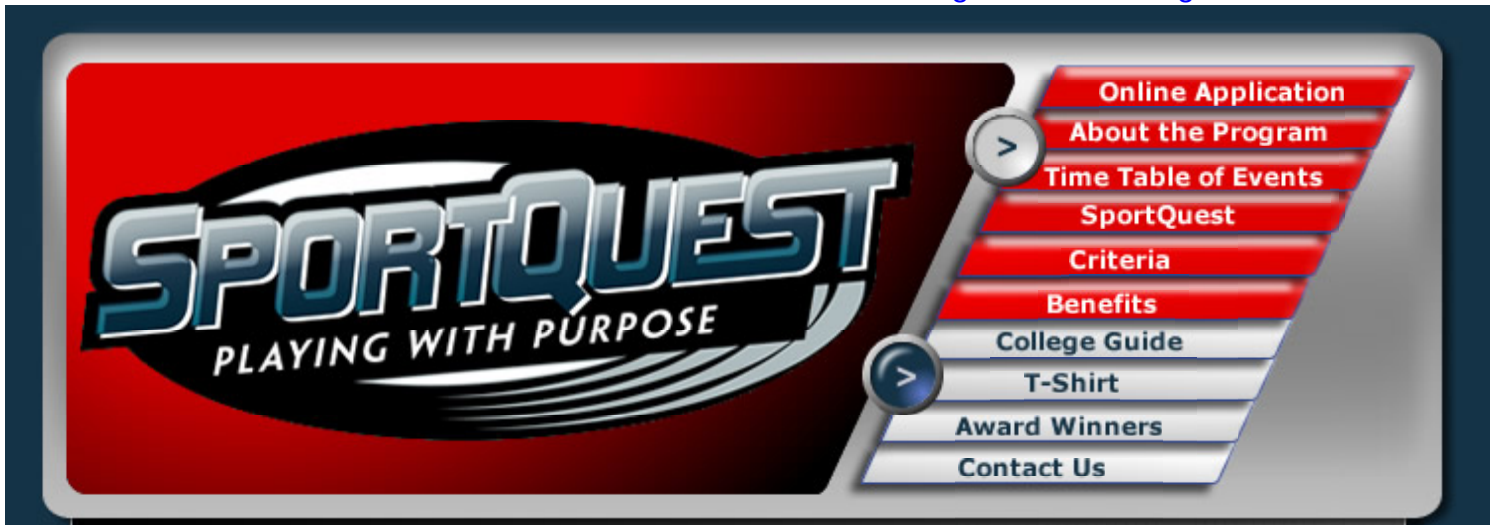 SPORTQUEST
PLAYING WITH PURPOSE
>
Online Application
About the Program
Time Table of Events
SportQuest
Criteria
Benefits
>
College Guide
T-Shirt
Award Winners
Contact Us